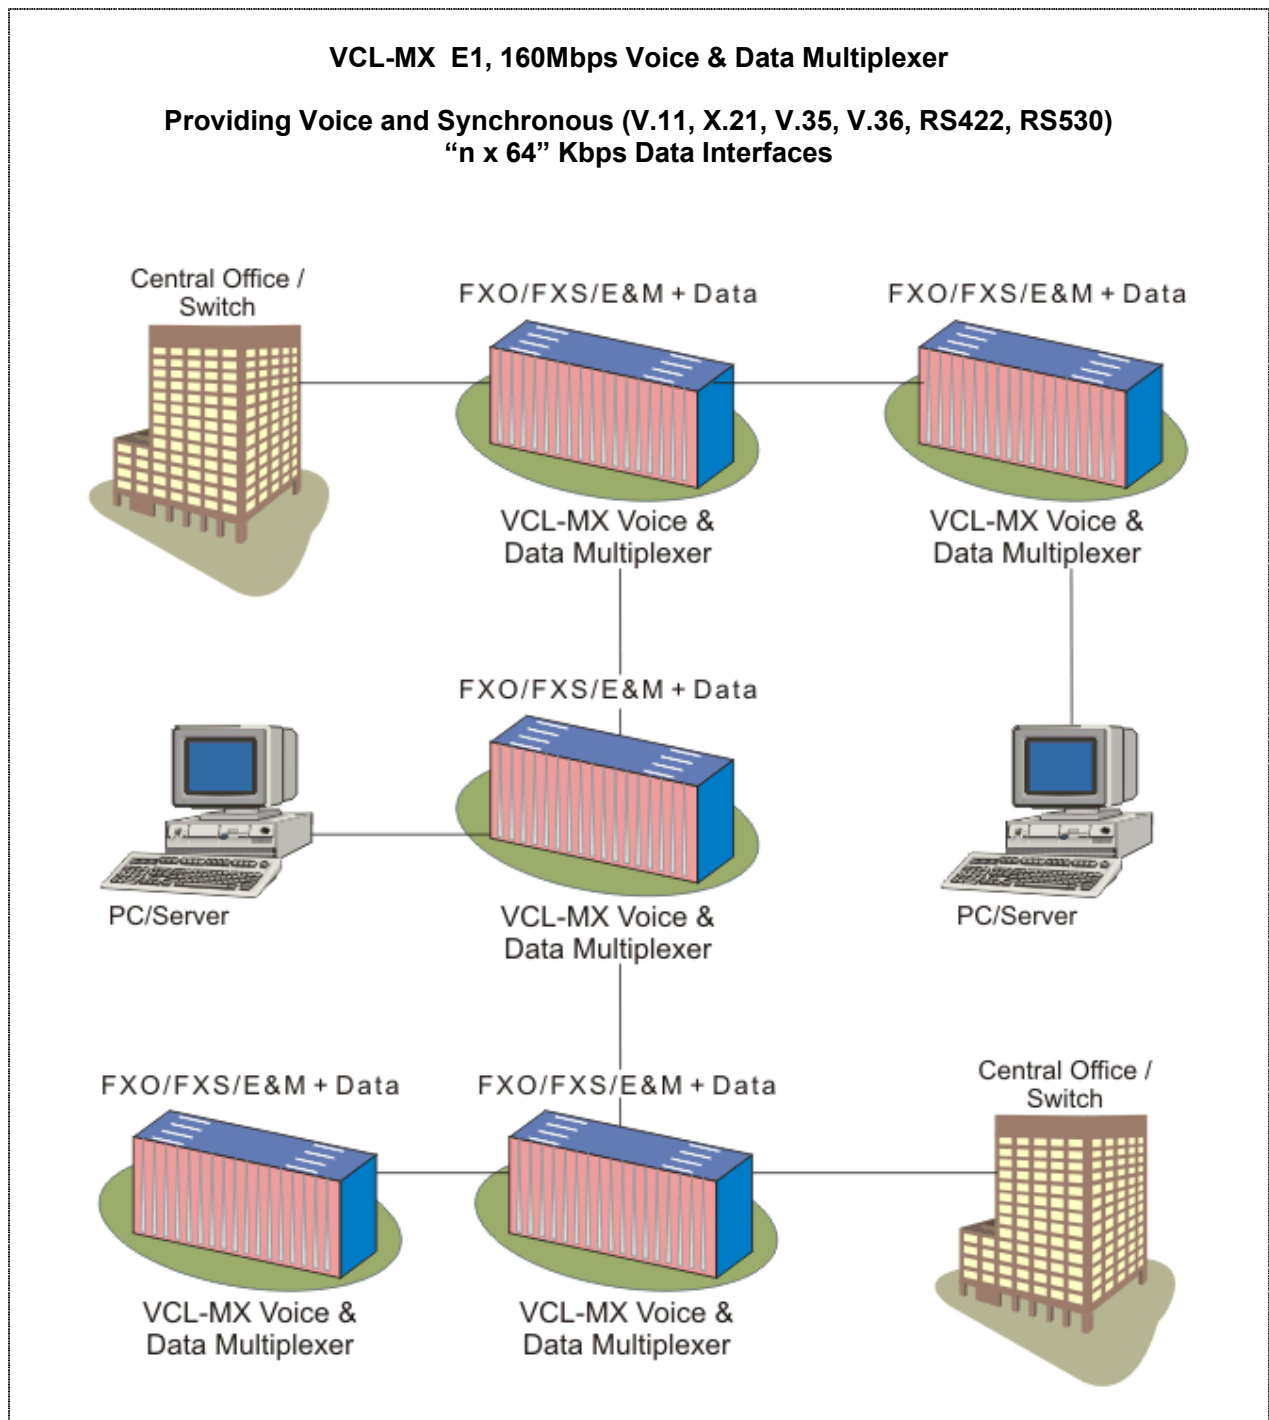 VCL-MX  E1, 160Mbps Voice & Data Multiplexer
Providing Voice and Synchronous (V.11, X.21, V.35, V.36, RS422, RS530)
“n x 64” Kbps Data Interfaces
Central Office /
Switch
FXO/FXS/E&M + Data
FXO/FXS/E&M + Data
VCL-MX Voice &
Data Multiplexer
VCL-MX Voice &
Data Multiplexer
FXO/FXS/E&M + Data
PC/Server
VCL-MX Voice &
Data Multiplexer
PC/Server
FXO/FXS/E&M + Data
FXO/FXS/E&M + Data
Central Office /
Switch
VCL-MX Voice &
Data Multiplexer
VCL-MX Voice &
Data Multiplexer